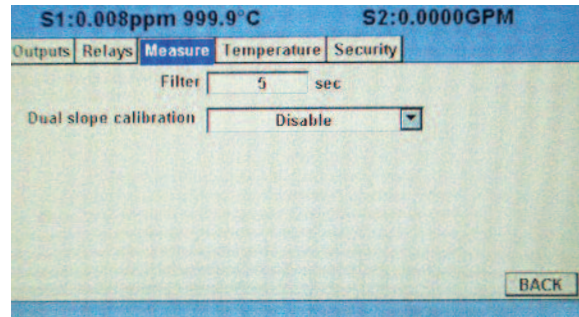 S1:0.008ppm 999.9°C S2:0.0000GPM
Outputs Relays Measure Temperature Security
Filter 5 sec
Dual slope calibration Disable
BACK